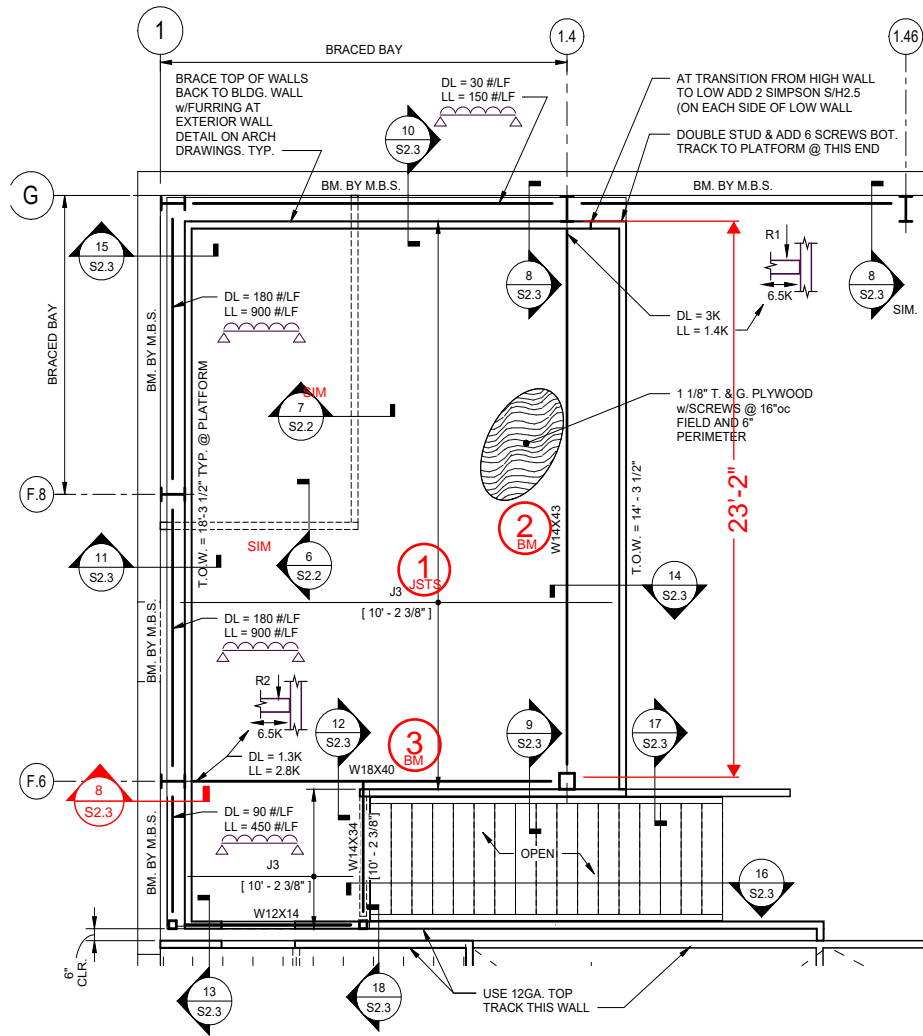 1
1.4
1.46
BRACED BAY
BRACE TOP OF WALLS
BACK TO BLDG. WALL
w/FURRING AT
EXTERIOR WALL
DETAIL ON ARCH
DRAWINGS. TYP.
DL = 30 #/LF
LL = 150 #/LF
AT TRANSITION FROM HIGH WALL
TO LOW ADD 2 SIMPSON S/H2.5
(ON EACH SIDE OF LOW WALL
DOUBLE STUD & ADD 6 SCREWS BOT.
TRACK TO PLATFORM @ THIS END
10
S2.3
G
BM. BY M.B.S.
BM. BY M.B.S.
15
S2.3
8
S2.3
R1
6.5K
8
S2.3
SIM.
BRACED BAY
BM. BY M.B.S.
DL = 180 #/LF
LL = 900 #/LF
DL = 3K
LL = 1.4K
T.O.W. = 18'-3 1/2" TYP. @ PLATFORM
SIM
7
S2.2
1 1/8" T. & G. PLYWOOD
w/SCREWS @ 16"oc
FIELD AND 6"
PERIMETER
F.8
2
BM
W14X43
T.O.W. = 14' - 3 1/2"
23'-2"
SIM
11
S2.3
6
S2.2
1
JSTS
J3
[ 10' - 2 3/8" ]
14
S2.3
BM. BY M.B.S.
DL = 180 #/LF
LL = 900 #/LF
R2
6.5K
DL = 1.3K
LL = 2.8K
12
S2.3
3
BM
9
S2.3
17
S2.3
F.6
W18X40
8
S2.3
BM. BY M.B.S.
DL = 90 #/LF
LL = 450 #/LF
J3
[ 10' - 2 3/8" ]
W14X34
[10' - 2 3/8"]
OPEN
16
S2.3
W12X14
6"
CLR.
13
S2.3
18
S2.3
USE 12GA. TOP
TRACK THIS WALL